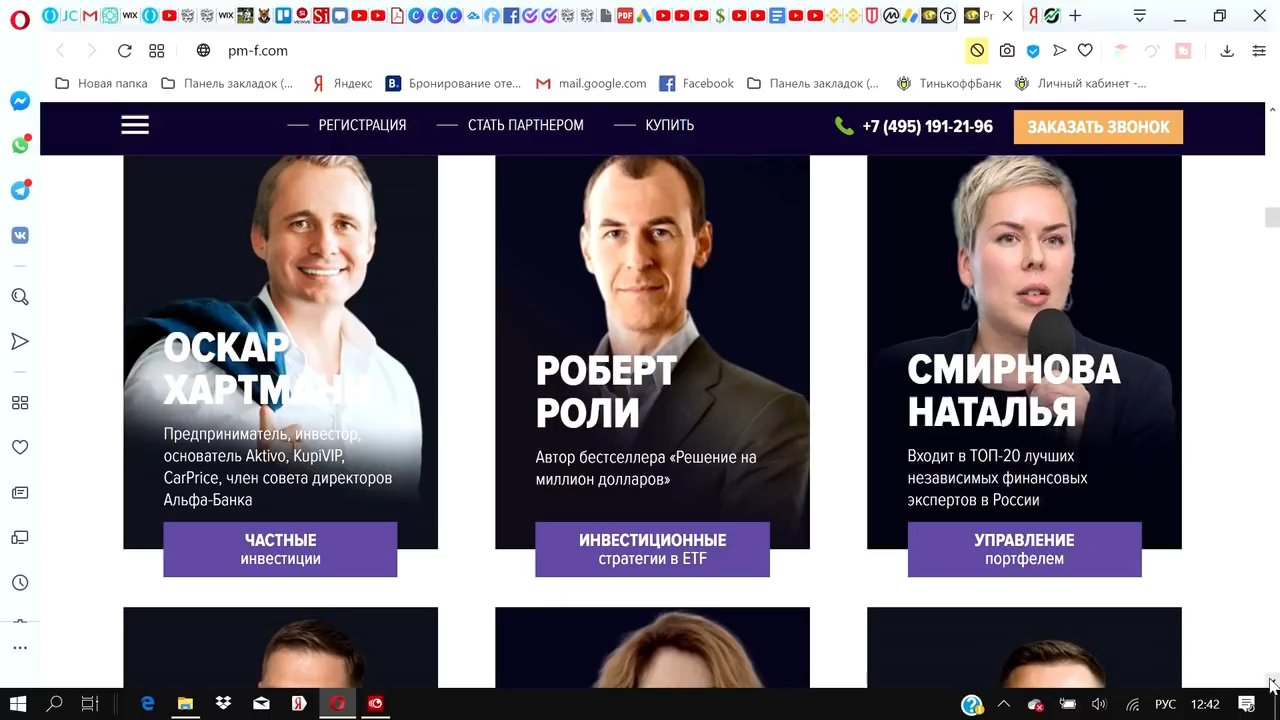 pm-f.com
Новая папка
Панель закладок (...
Яндекс
Бронирование оте...
mail.google.com
Facebook
Панель закладок (...
ТинькоффБанк
Личный кабинет -...
РЕГИСТРАЦИЯ
СТАТЬ ПАРТНЕРОМ
КУПИТЬ
+7 (495) 191-21-96
ЗАКАЗАТЬ ЗВОНОК
ОСКАР
ХАРТМАНН
Предприниматель, инвестор,
основатель Aktivo, KupiVIP,
CarPrice, член совета директоров
Альфа-Банка
ЧАСТНЫЕ
инвестиции
РОБЕРТ
РОЛИ
Автор бестселлера «Решение на
миллион долларов»
ИНВЕСТИЦИОННЫЕ
стратегии в ETF
СМИРНОВА
НАТАЛЬЯ
Входит в ТОП-20 лучших
независимых финансовых
экспертов в России
УПРАВЛЕНИЕ
портфелем
РУС
12:42